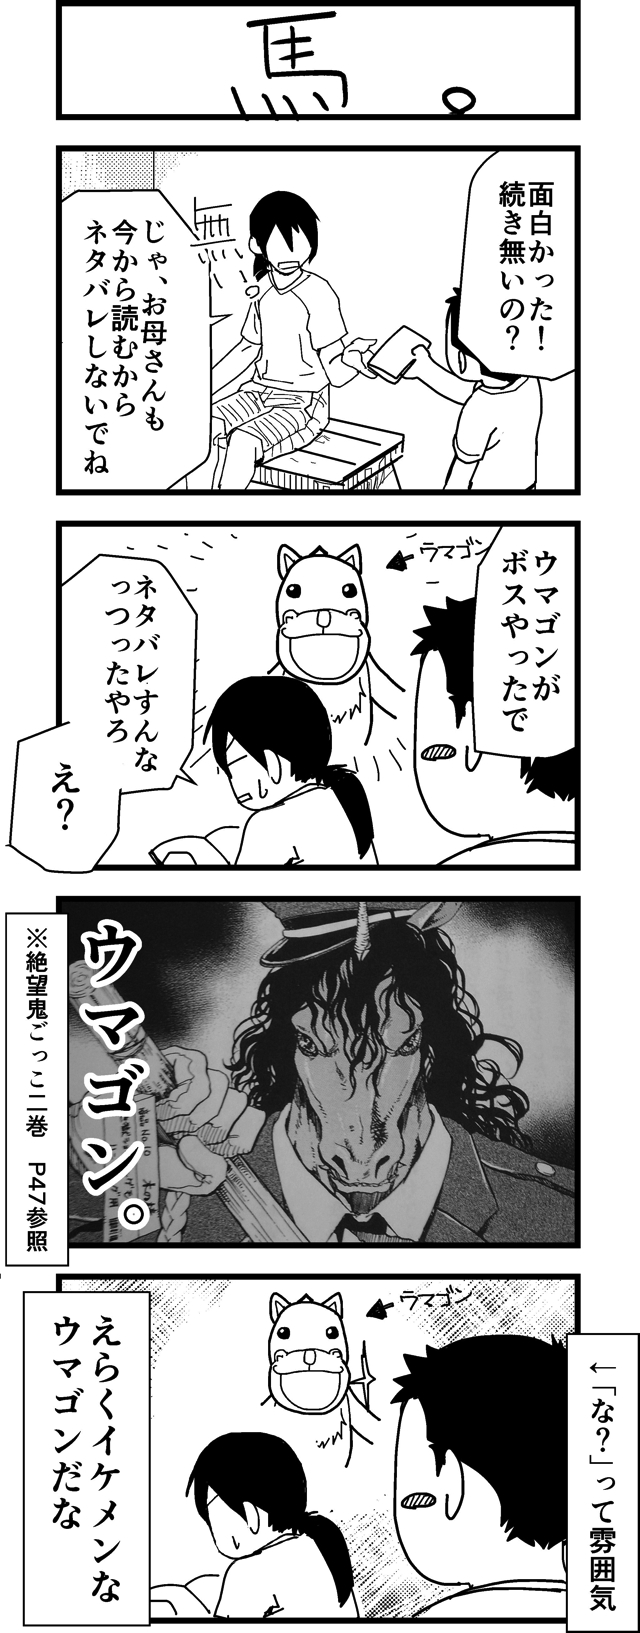 馬。
面白かった！
続き無いの？
無
じゃ、お母さんも
今から読むから
ネタバレしないでね
ウマゴンが
ボスやったで
ウマゴン
ネタバレすんな
っつったやろ
え？
ウマゴン。
※絶望鬼ごっこ二巻　P47参照
ウマゴン
←「な？」って雰囲気
えらくイケメンな
ウマゴンだな